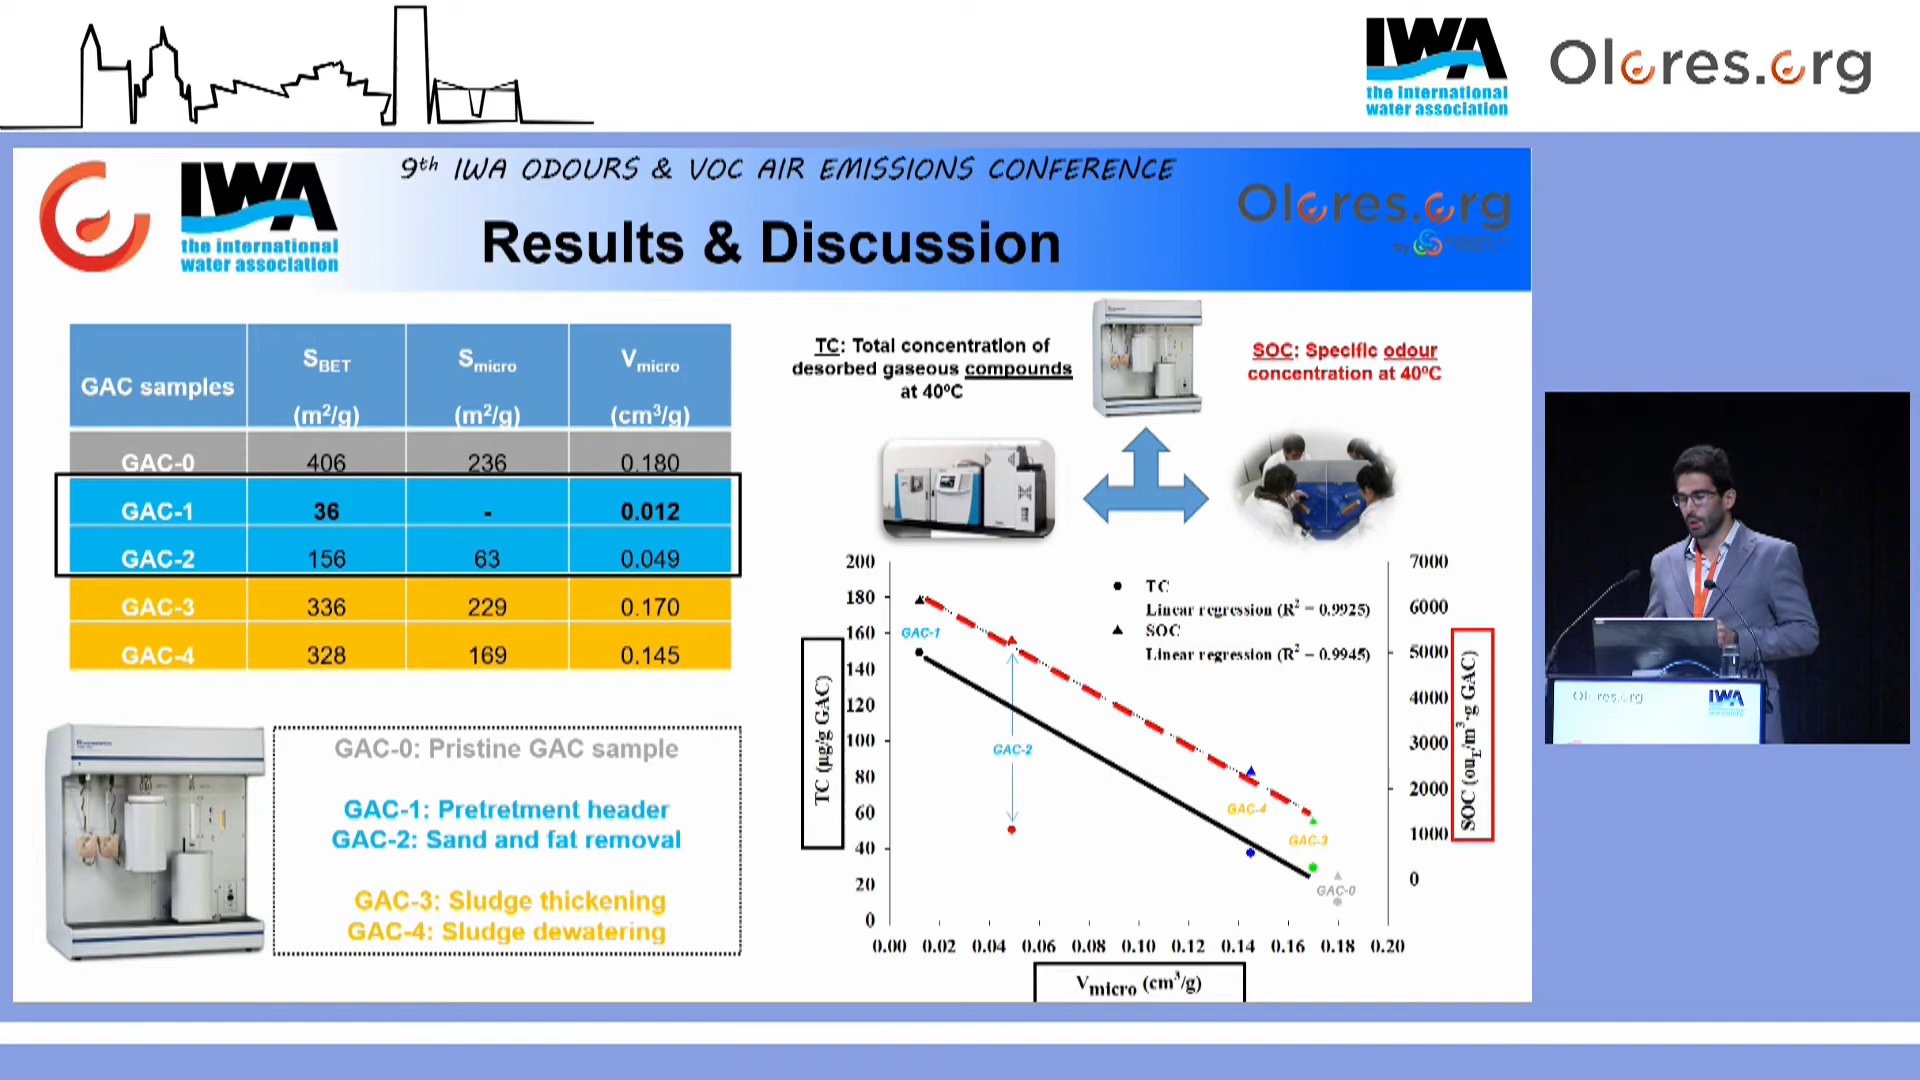 IWA
the international
water association
Olores.org
9th IWA ODOURS & VOC AIR EMISSIONS CONFERENCE
IWA
the international
water association
Results & Discussion
Olores.org
by
GAC samples
SBET
(m²/g)
Smicro
(m²/g)
Vmicro
(cm³/g)
GAC-0 406 236 0.180
GAC-1 36 - 0.012
GAC-2 156 63 0.049
GAC-3 336 229 0.170
GAC-4 328 169 0.145
GAC-0: Pristine GAC sample
GAC-1: Pretretment header
GAC-2: Sand and fat removal
GAC-3: Sludge thickening
GAC-4: Sludge dewatering
TC: Total concentration of
desorbed gaseous compounds
at 40ºC
SOC: Specific odour
concentration at 40ºC
TC
Linear regression (R² = 0.9925)
SOC
Linear regression (R² = 0.9945)
TC (µg/g GAC)
200
180
160
140
120
100
80
60
40
20
0
GAC-1
GAC-2
GAC-4
GAC-3
GAC-0
7000
6000
5000
4000
3000
2000
1000
0
SOC (ouE/m³·g GAC)
0.00 0.02 0.04 0.06 0.08 0.10 0.12 0.14 0.16 0.18 0.20
Vmicro (cm³/g)
Olores.org
IWA